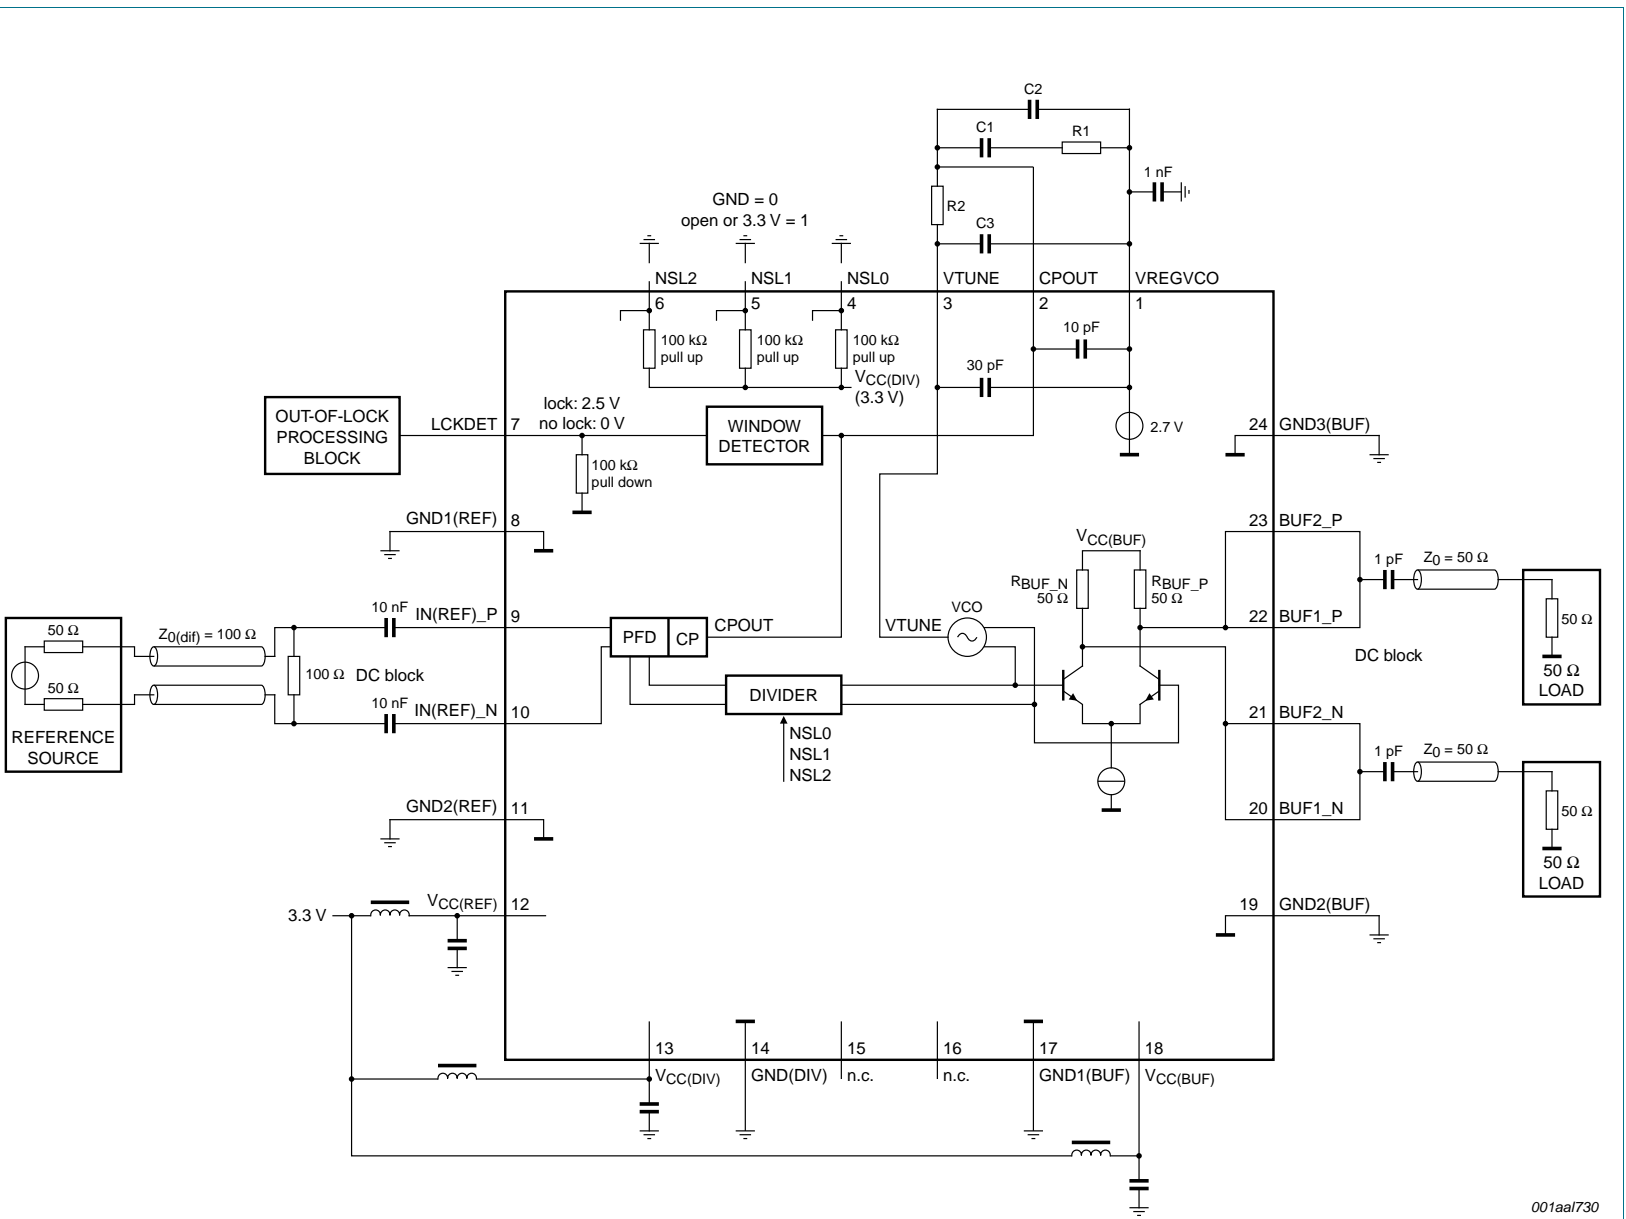 C2
C1
R1
1 nF
GND = 0
open or 3.3 V = 1
R2
C3
NSL2
NSL1
NSL0
VTUNE
CPOUT
VREGVCO
6
5
4
3
2
1
100 kΩ
pull up
100 kΩ
pull up
100 kΩ
pull up
10 pF
30 pF
VCC(DIV)
(3.3 V)
OUT-OF-LOCK
PROCESSING
BLOCK
LCKDET
7
lock: 2.5 V
no lock: 0 V
WINDOW
DETECTOR
2.7 V
24
GND3(BUF)
100 kΩ
pull down
GND1(REF)
8
23
BUF2_P
VCC(BUF)
RBUF_N
50 Ω
RBUF_P
50 Ω
1 pF
Z0 = 50 Ω
10 nF
IN(REF)_P
9
PFD
CP
CPOUT
VTUNE
VCO
22
BUF1_P
50 Ω
50 Ω
Z0(dif) = 100 Ω
100 Ω
DC block
DC block
50 Ω
LOAD
50 Ω
10 nF
IN(REF)_N
10
DIVIDER
NSL0
NSL1
NSL2
21
BUF2_N
REFERENCE
SOURCE
1 pF
Z0 = 50 Ω
GND2(REF)
11
20
BUF1_N
50 Ω
50 Ω
LOAD
3.3 V
VCC(REF)
12
19
GND2(BUF)
13
14
15
16
17
18
VCC(DIV)
GND(DIV)
n.c.
n.c.
GND1(BUF)
VCC(BUF)
001aal730